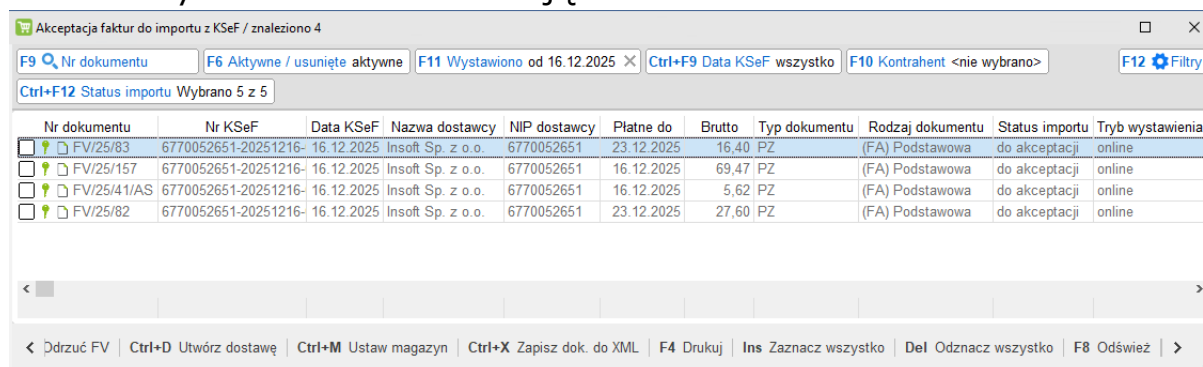 Akceptacja faktur do importu z KSeF / znaleziono 4
F9 Nr dokumentu F6 Aktywne / usunięte aktywne F11 Wystawiono od 16.12.2025 Ctrl+F9 Data KSeF wszystko F10 Kontrahent <nie wybrano> F12 Filtry
Ctrl+F12 Status importu Wybrano 5 z 5
Nr dokumentu Nr KSeF Data KSeF Nazwa dostawcy NIP dostawcy Płatne do Brutto Typ dokumentu Rodzaj dokumentu Status importu Tryb wystawienia
FV/25/83 6770052651-20251216- 16.12.2025 Insoft Sp. z o.o. 6770052651 23.12.2025 16,40 PZ (FA) Podstawowa do akceptacji online
FV/25/157 6770052651-20251216- 16.12.2025 Insoft Sp. z o.o. 6770052651 16.12.2025 69,47 PZ (FA) Podstawowa do akceptacji online
FV/25/41/AS 6770052651-20251216- 16.12.2025 Insoft Sp. z o.o. 6770052651 16.12.2025 5,62 PZ (FA) Podstawowa do akceptacji online
FV/25/82 6770052651-20251216- 16.12.2025 Insoft Sp. z o.o. 6770052651 23.12.2025 27,60 PZ (FA) Podstawowa do akceptacji online
Odrzuć FV Ctrl+D Utwórz dostawę Ctrl+M Ustaw magazyn Ctrl+X Zapisz dok. do XML F4 Drukuj Ins Zaznacz wszystko Del Odznacz wszystko F8 Odśwież